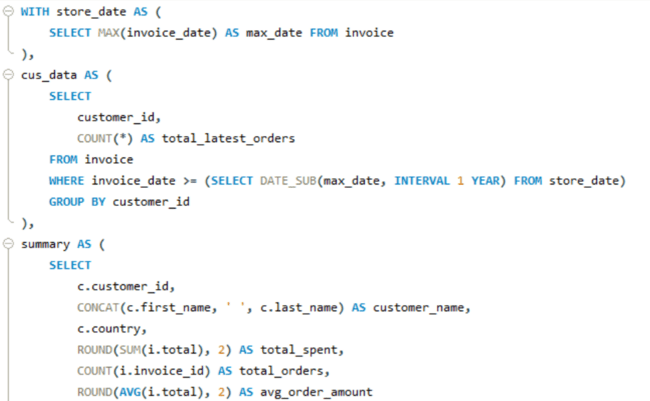 WITH store_date AS (
    SELECT MAX(invoice_date) AS max_date FROM invoice
),
cus_data AS (
    SELECT
        customer_id,
        COUNT(*) AS total_latest_orders
    FROM invoice
    WHERE invoice_date >= (SELECT DATE_SUB(max_date, INTERVAL 1 YEAR) FROM store_date)
    GROUP BY customer_id
),
summary AS (
    SELECT
        c.customer_id,
        CONCAT(c.first_name, ' ', c.last_name) AS customer_name,
        c.country,
        ROUND(SUM(i.total), 2) AS total_spent,
        COUNT(i.invoice_id) AS total_orders,
        ROUND(AVG(i.total), 2) AS avg_order_amount